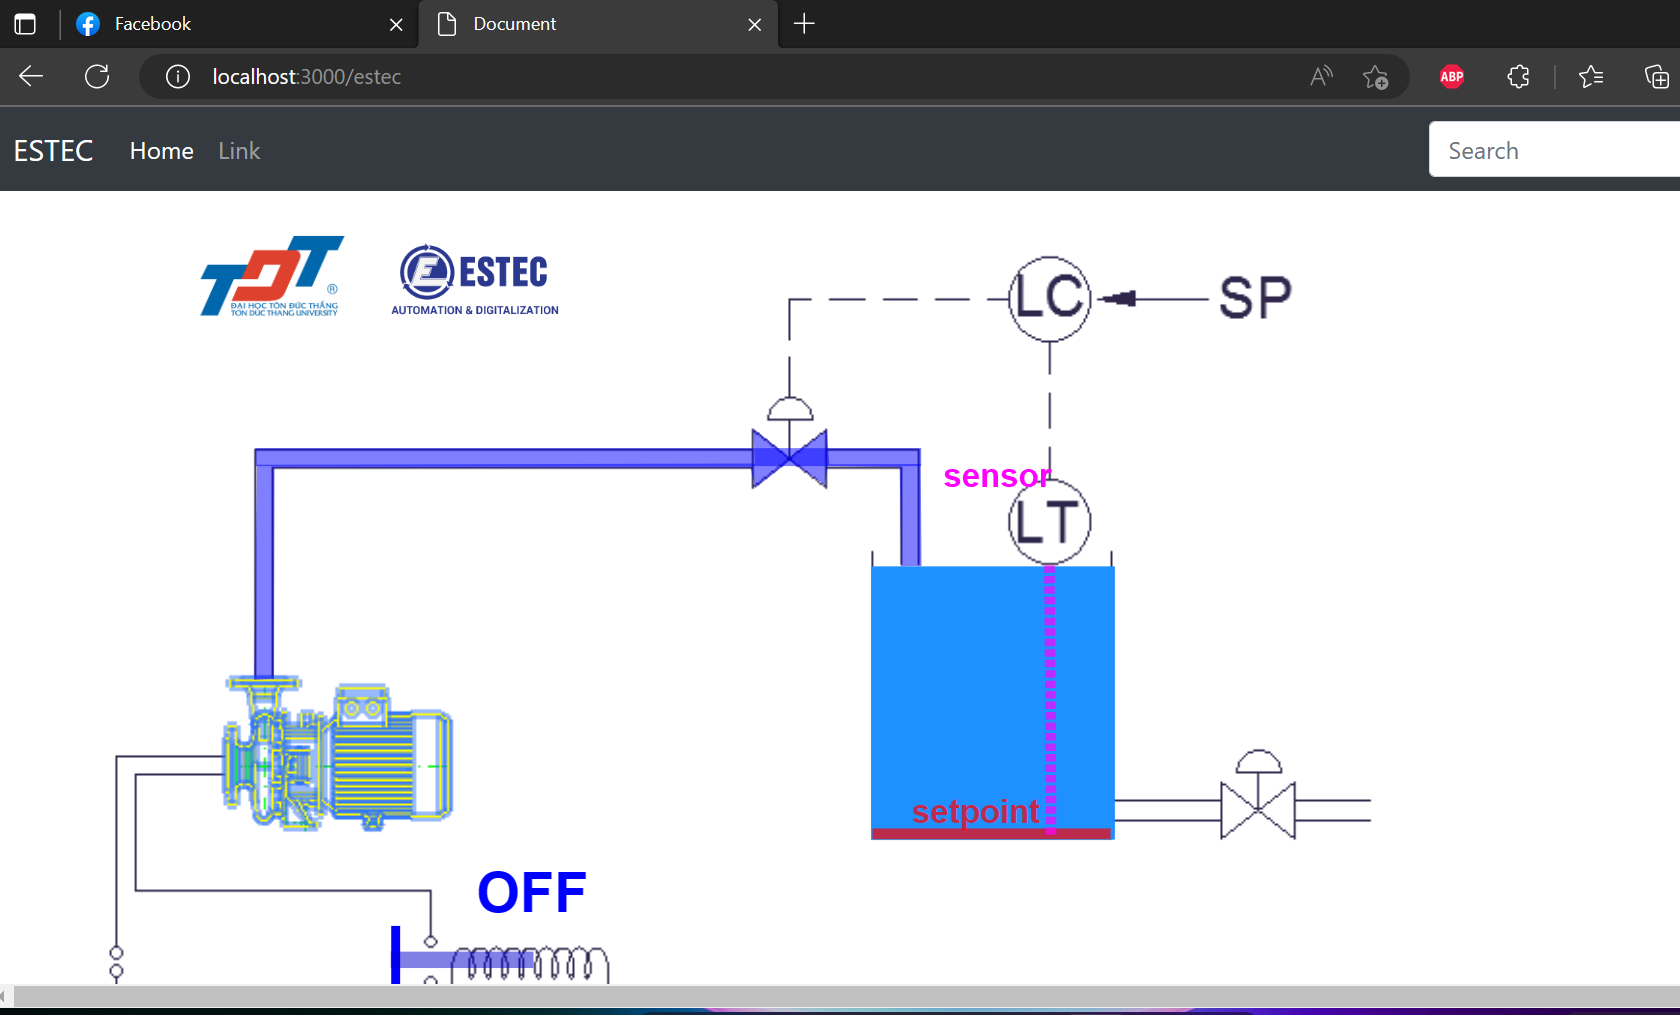 Facebook
Document
localhost:3000/estec
ABP
ESTEC
Home
Link
Search
TDT
®
ĐẠI HỌC TÔN ĐỨC THẮNG
TON DUC THANG UNIVERSITY
E ESTEC
AUTOMATION & DIGITALIZATION
LC
SP
sensor
LT
setpoint
OFF